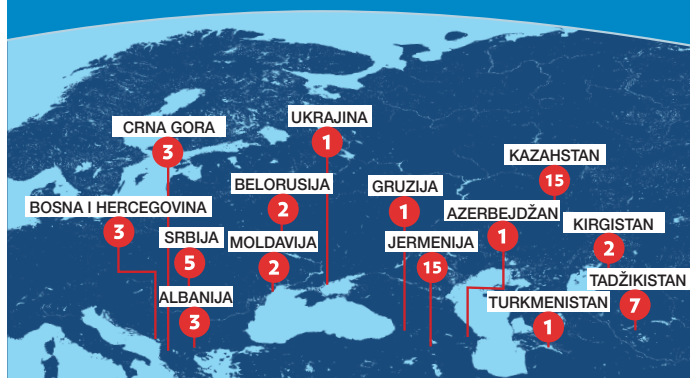 UKRAJINA
1
CRNA GORA
3
KAZAHSTAN
15
BELORUSIJA
2
GRUZIJA
1
BOSNA I HERCEGOVINA
3
AZERBEJDŽAN
1
KIRGISTAN
2
SRBIJA
5
MOLDAVIJA
2
JERMENIJA
15
TADŽIKISTAN
7
ALBANIJA
3
TURKMENISTAN
1